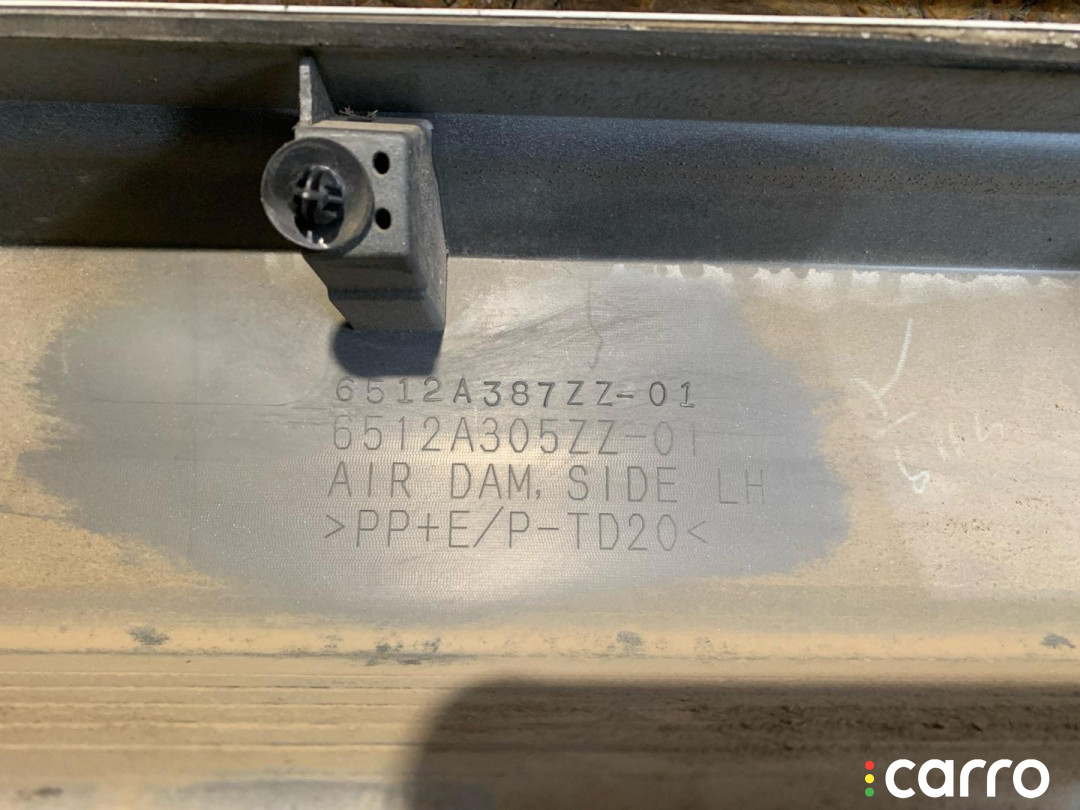 6512A387ZZ-01
6512A305ZZ-01
AIR DAM, SIDE LH
>PP+E/P-TD20<
carro